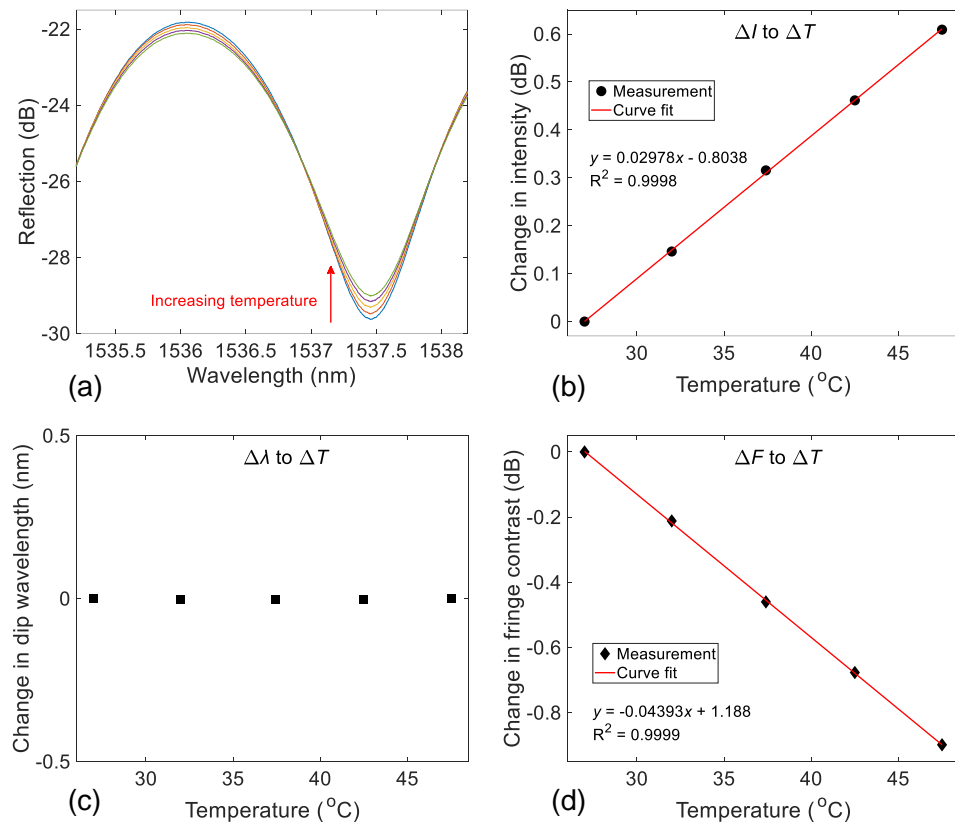 -22
-24
-26
-28
-30
Reflection (dB)
Increasing temperature
1535.5 1536 1536.5 1537 1537.5 1538
Wavelength (nm)
(a)
0.6
0.5
0.4
0.3
0.2
0.1
0
Change in intensity (dB)
ΔI to ΔT
Measurement
Curve fit
y = 0.02978x - 0.8038
R² = 0.9998
30 35 40 45
Temperature (°C)
(b)
0.5
0
-0.5
Change in dip wavelength (nm)
Δλ to ΔT
30 35 40 45
Temperature (°C)
(c)
0
-0.2
-0.4
-0.6
-0.8
Change in fringe contrast (dB)
ΔF to ΔT
Measurement
Curve fit
y = -0.04393x + 1.188
R² = 0.9999
30 35 40 45
Temperature (°C)
(d)